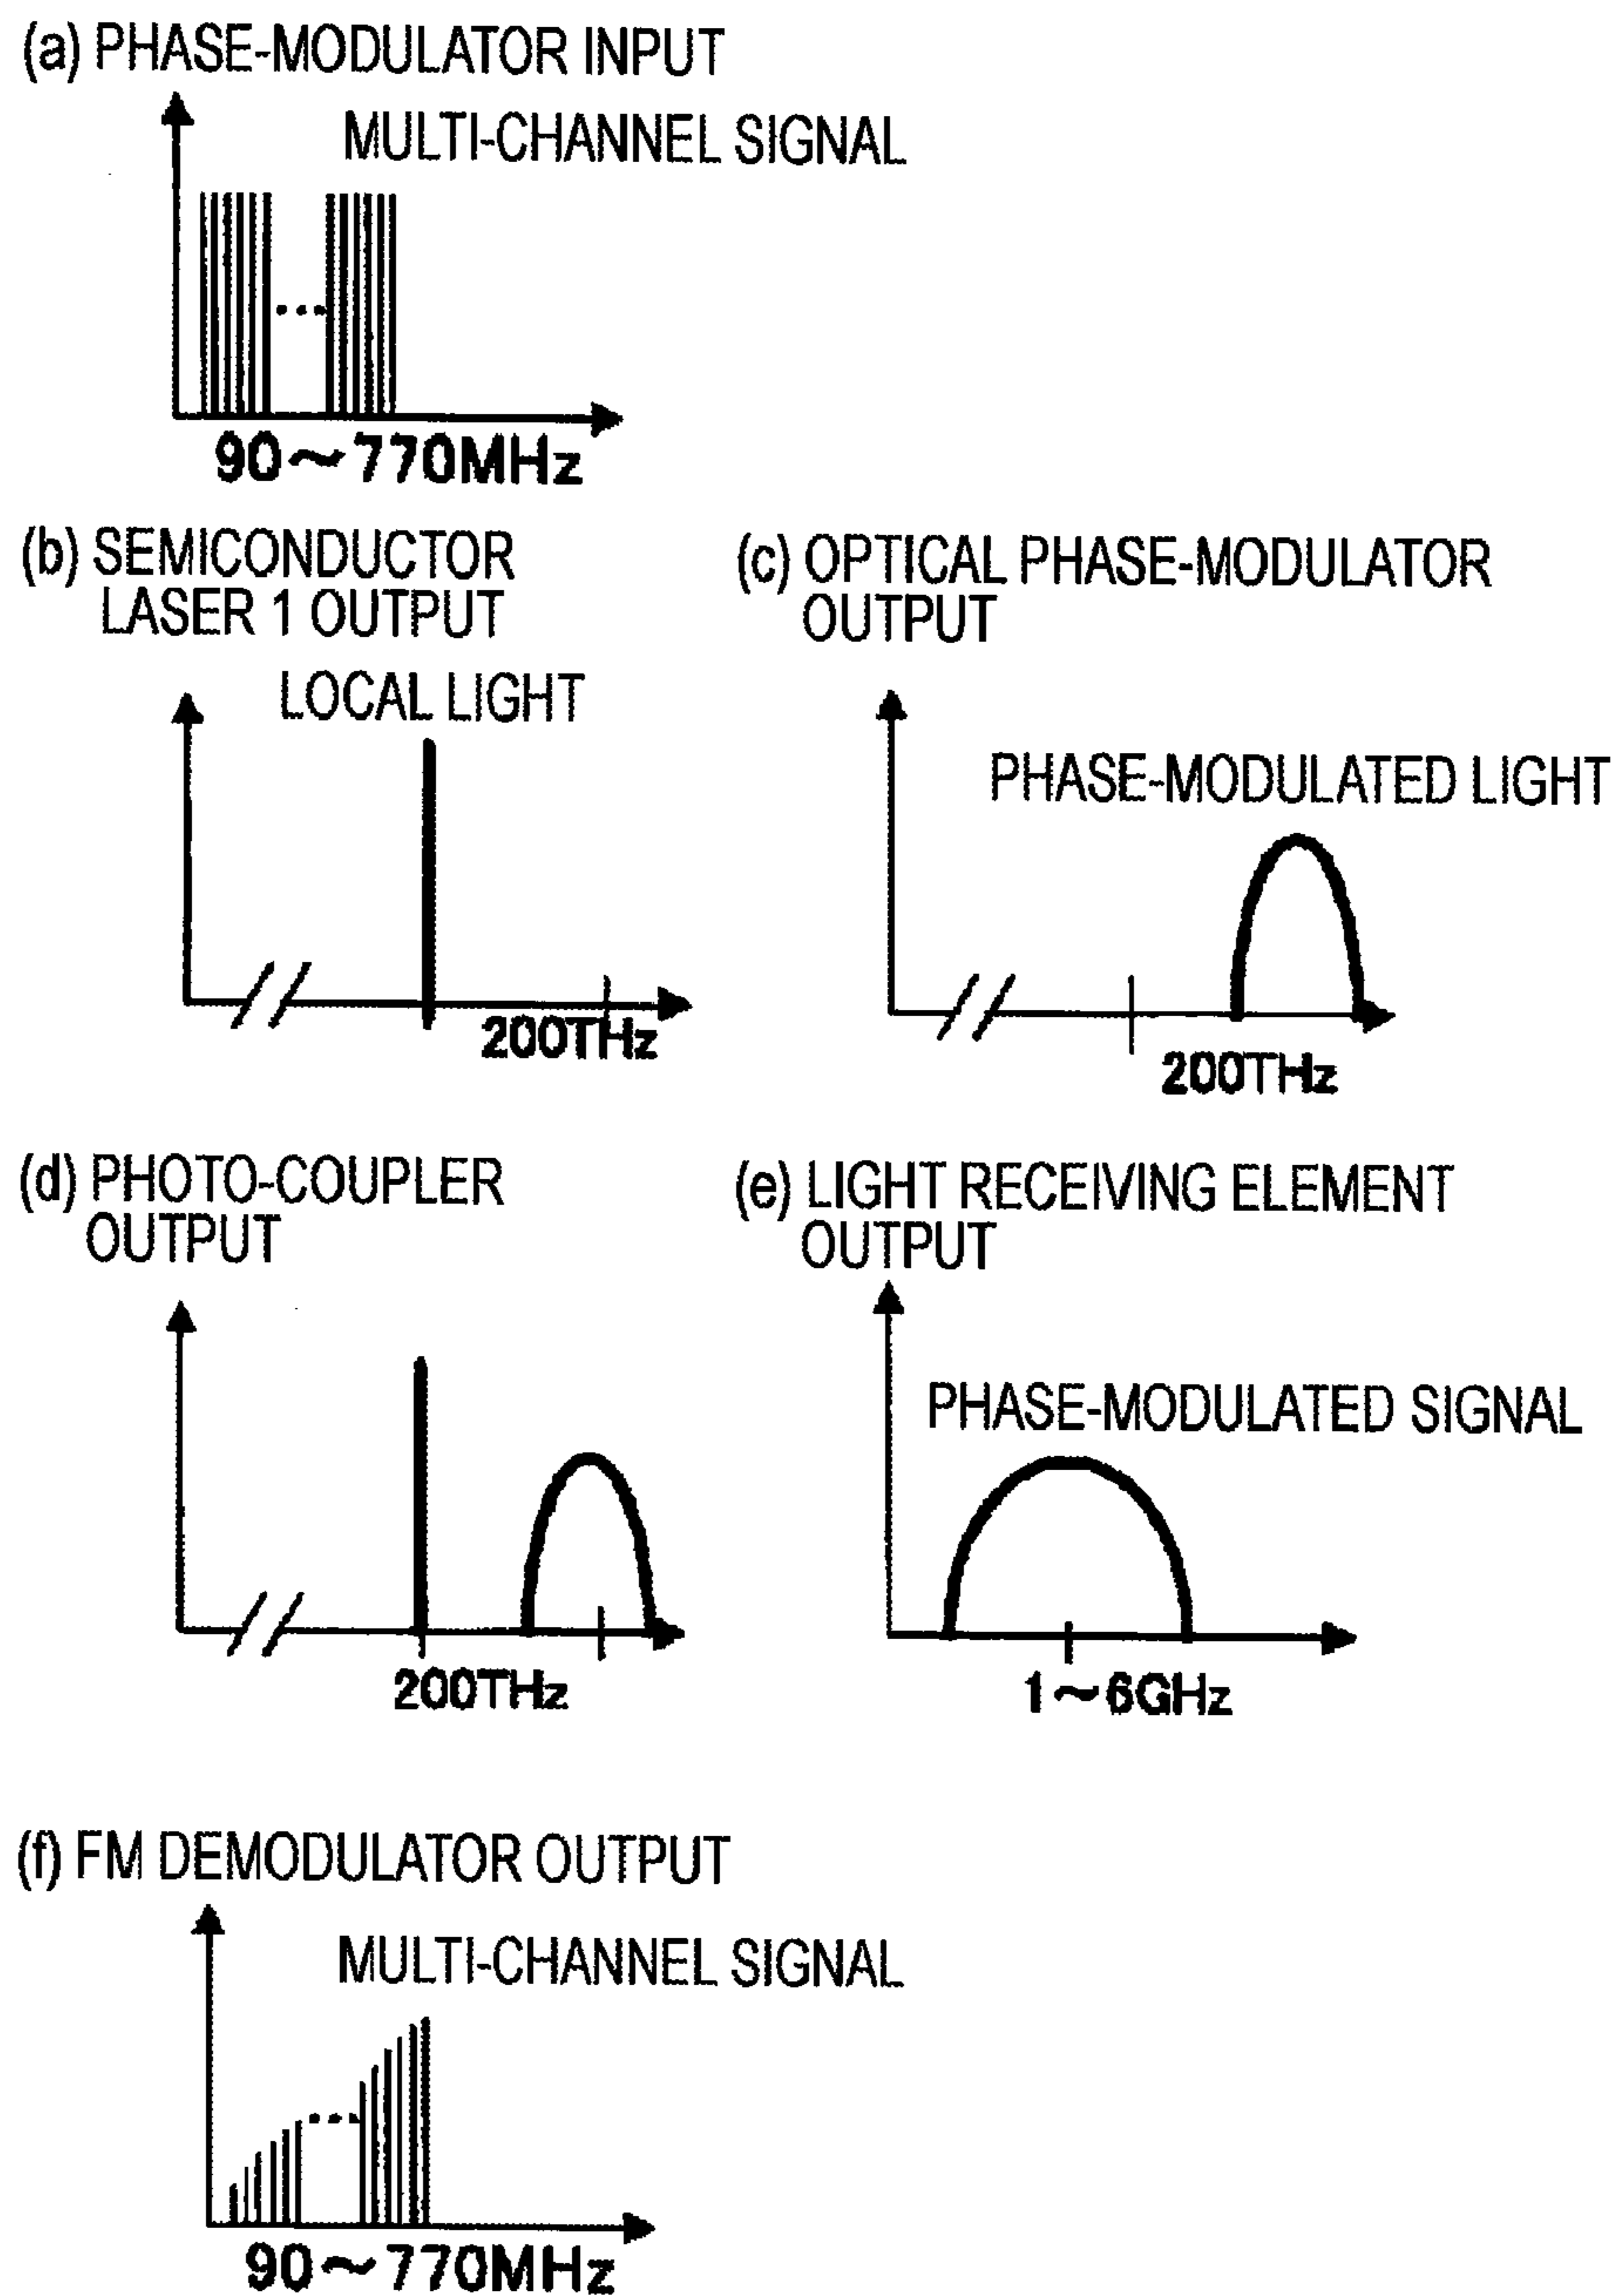 (a) PHASE-MODULATOR INPUT
MULTI-CHANNEL SIGNAL
90～770MHz
(b) SEMICONDUCTOR
LASER 1 OUTPUT
LOCAL LIGHT
200THz
(c) OPTICAL PHASE-MODULATOR
OUTPUT
PHASE-MODULATED LIGHT
200THz
(d) PHOTO-COUPLER
OUTPUT
200THz
(e) LIGHT RECEIVING ELEMENT
OUTPUT
PHASE-MODULATED SIGNAL
1～6GHz
(f) FM DEMODULATOR OUTPUT
MULTI-CHANNEL SIGNAL
90～770MHz